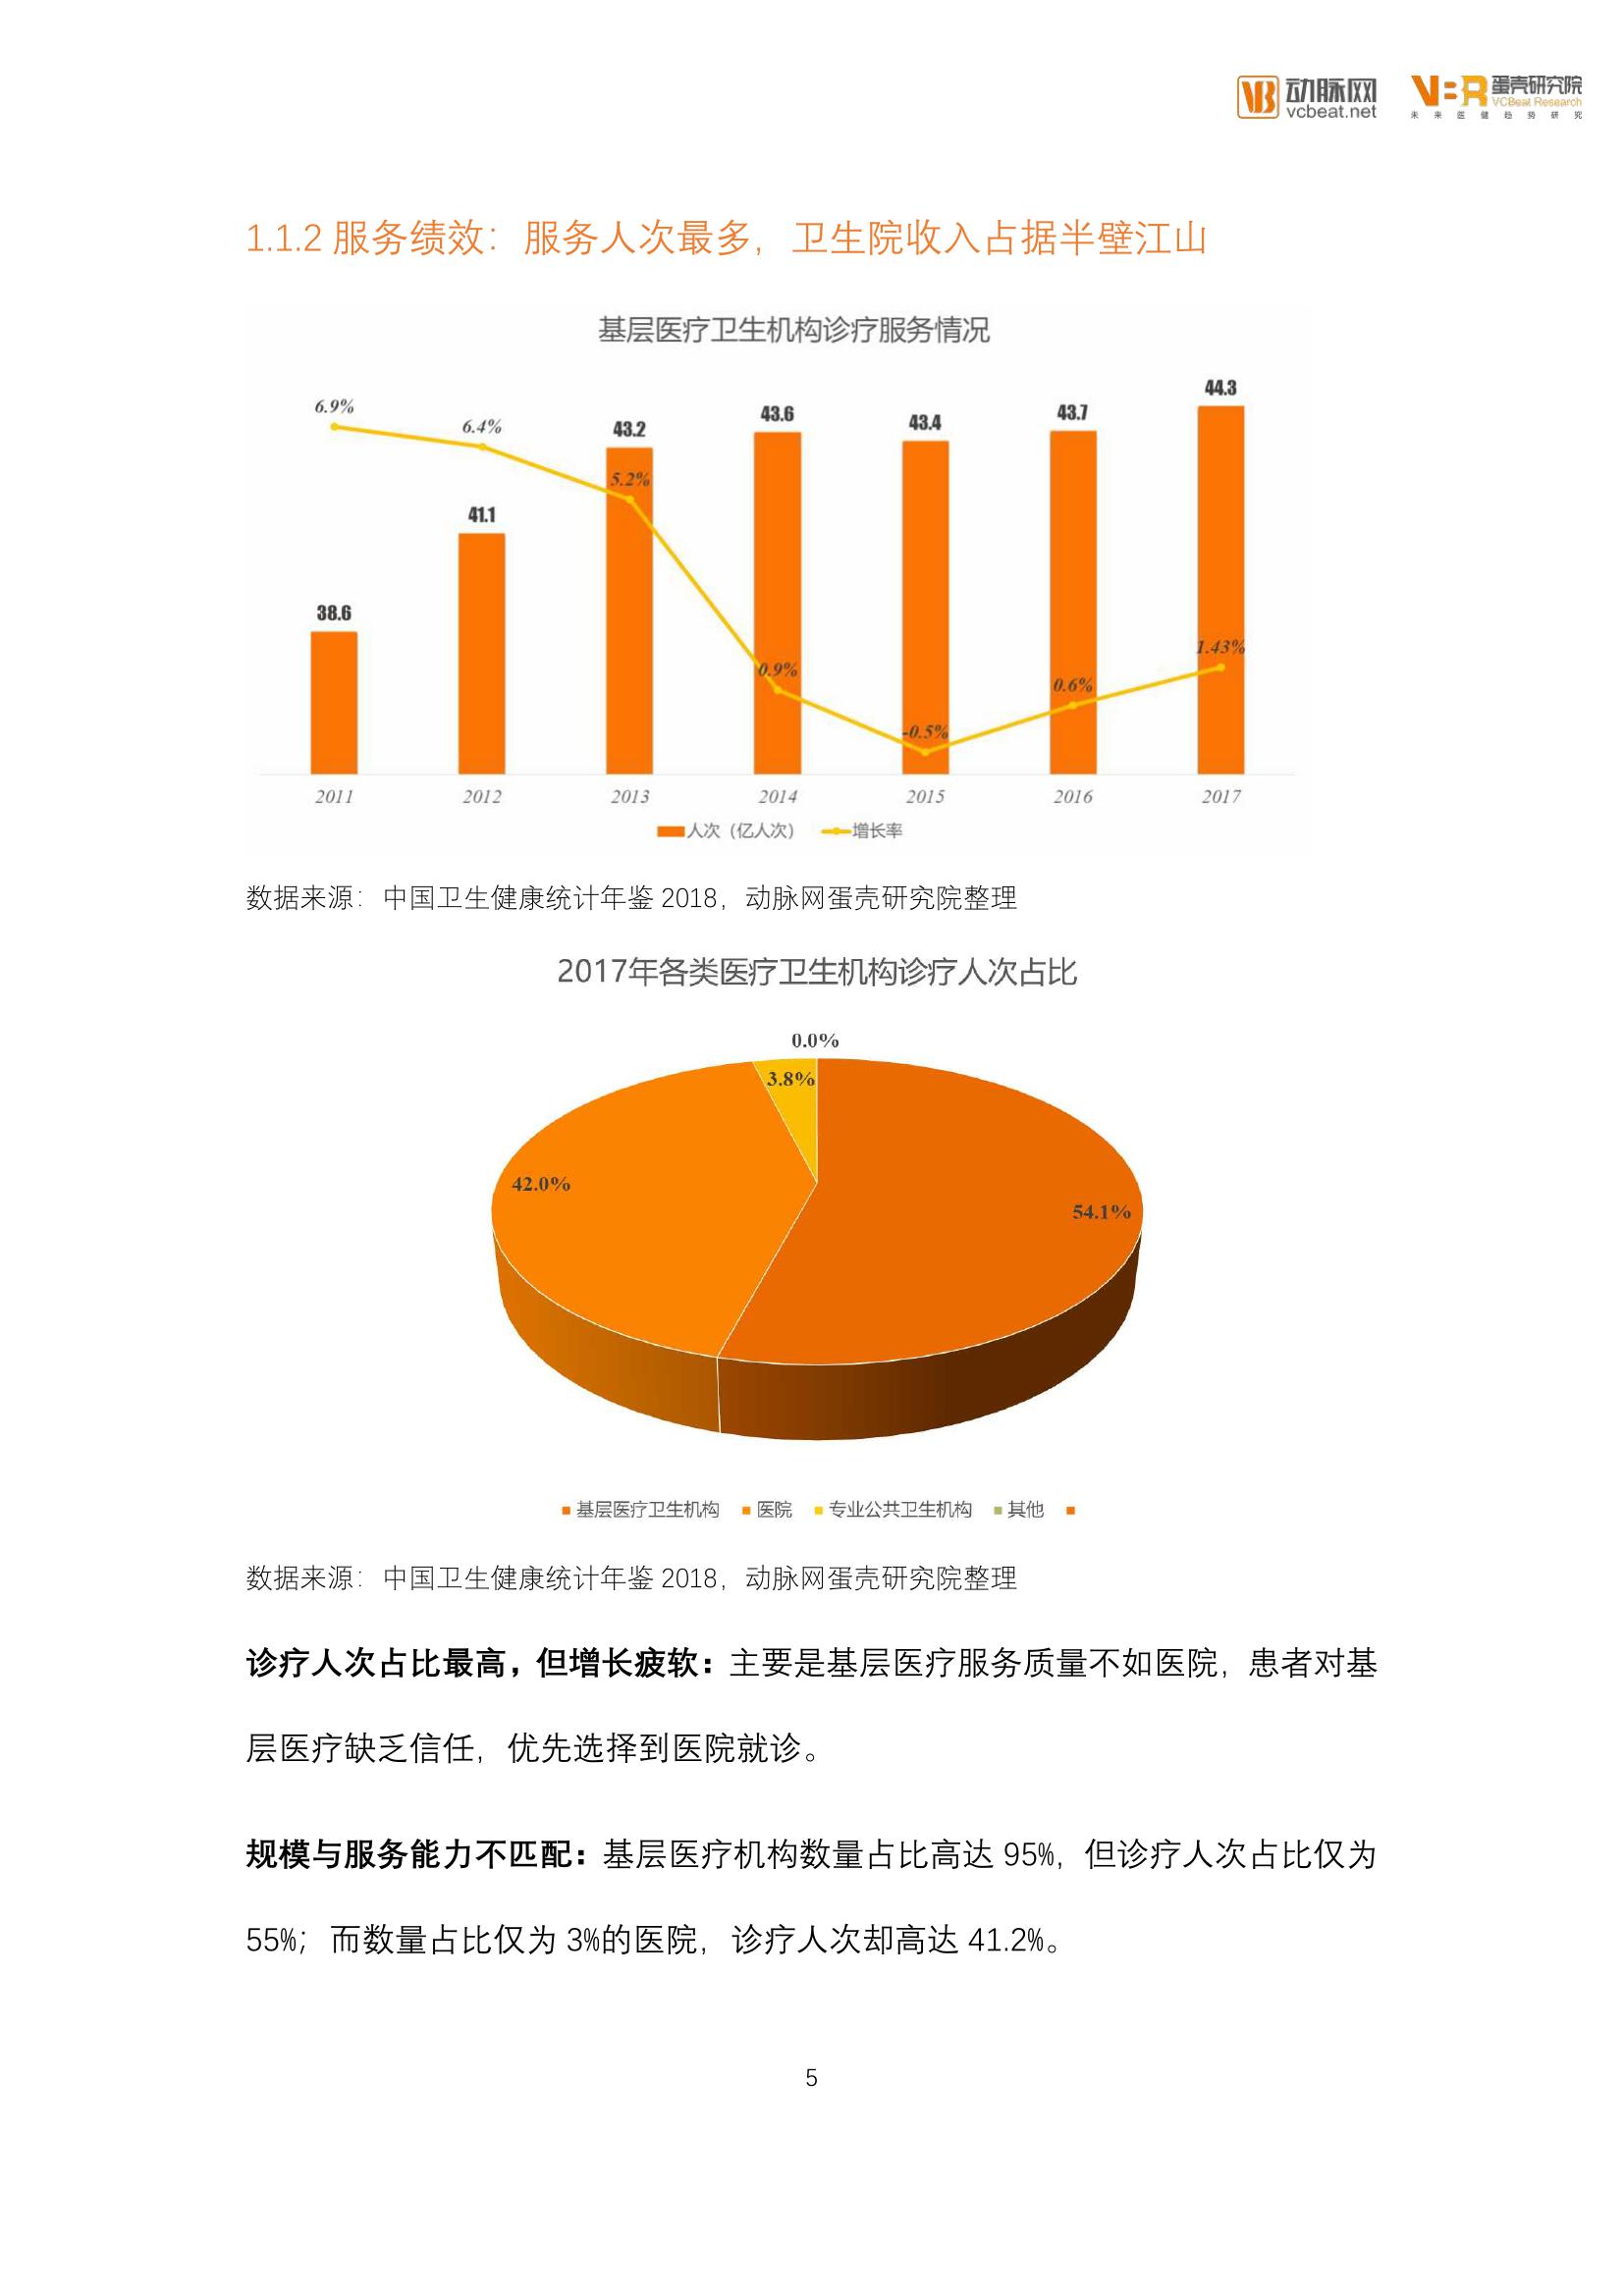 动脉网
vcbeat.net
VBR 蛋壳研究院
VCBeat Research
未来医健趋势研究
1.1.2 服务绩效：服务人次最多，卫生院收入占据半壁江山
基层医疗卫生机构诊疗服务情况
6.9% 6.4% 5.2% 0.9% -0.5% 0.6% 1.43%
38.6 41.1 43.2 43.6 43.4 43.7 44.3
2011 2012 2013 2014 2015 2016 2017
人次（亿人次） 增长率
数据来源：中国卫生健康统计年鉴 2018，动脉网蛋壳研究院整理
2017年各类医疗卫生机构诊疗人次占比
0.0%
3.8%
42.0%
54.1%
基层医疗卫生机构 医院 专业公共卫生机构 其他
数据来源：中国卫生健康统计年鉴 2018，动脉网蛋壳研究院整理
诊疗人次占比最高，但增长疲软：主要是基层医疗服务质量不如医院，患者对基
层医疗缺乏信任，优先选择到医院就诊。
规模与服务能力不匹配：基层医疗机构数量占比高达 95%，但诊疗人次占比仅为
55%；而数量占比仅为 3%的医院，诊疗人次却高达 41.2%。
5